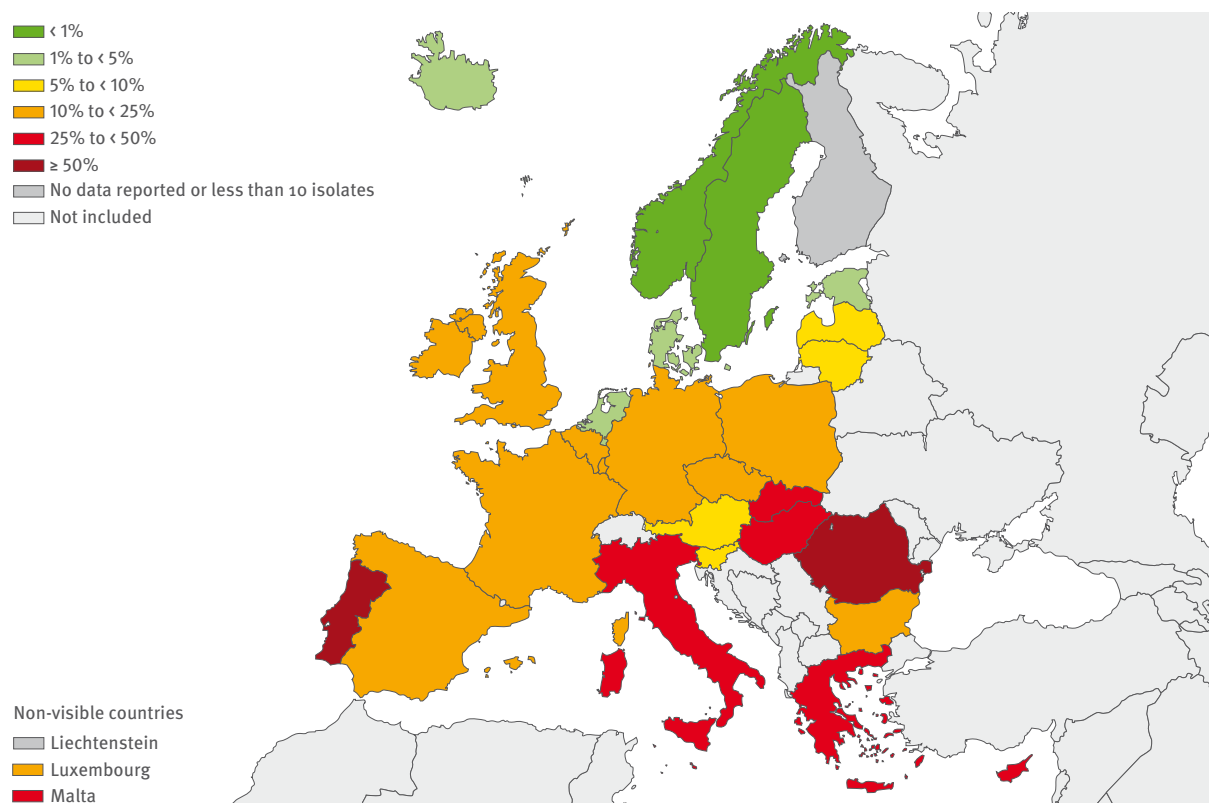 < 1%
1% to < 5%
5% to < 10%
10% to < 25%
25% to < 50%
≥ 50%
No data reported or less than 10 isolates
Not included
Non-visible countries
Liechtenstein
Luxembourg
Malta